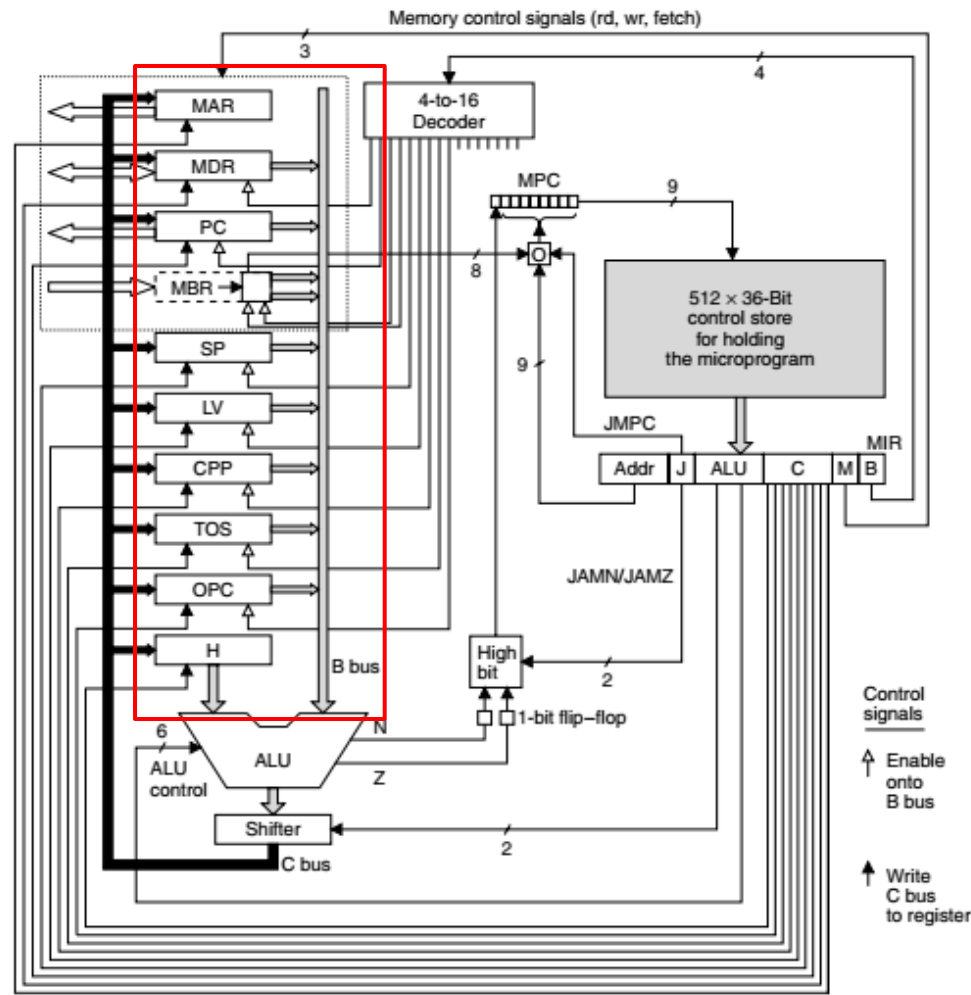 Memory control signals (rd, wr, fetch)
3
4
MAR
4-to-16
Decoder
MDR
MPC
9
PC
O
8
MBR
512 × 36-Bit
control store
for holding
the microprogram
SP
9
LV
JMPC
MIR
Addr
J
ALU
C
M
B
CPP
TOS
JAMN/JAMZ
OPC
H
High
bit
2
B bus
Control
signals
1-bit flip–flop
N
6
ALU
control
ALU
Z
Enable
onto
B bus
Shifter
2
C bus
Write
C bus
to register